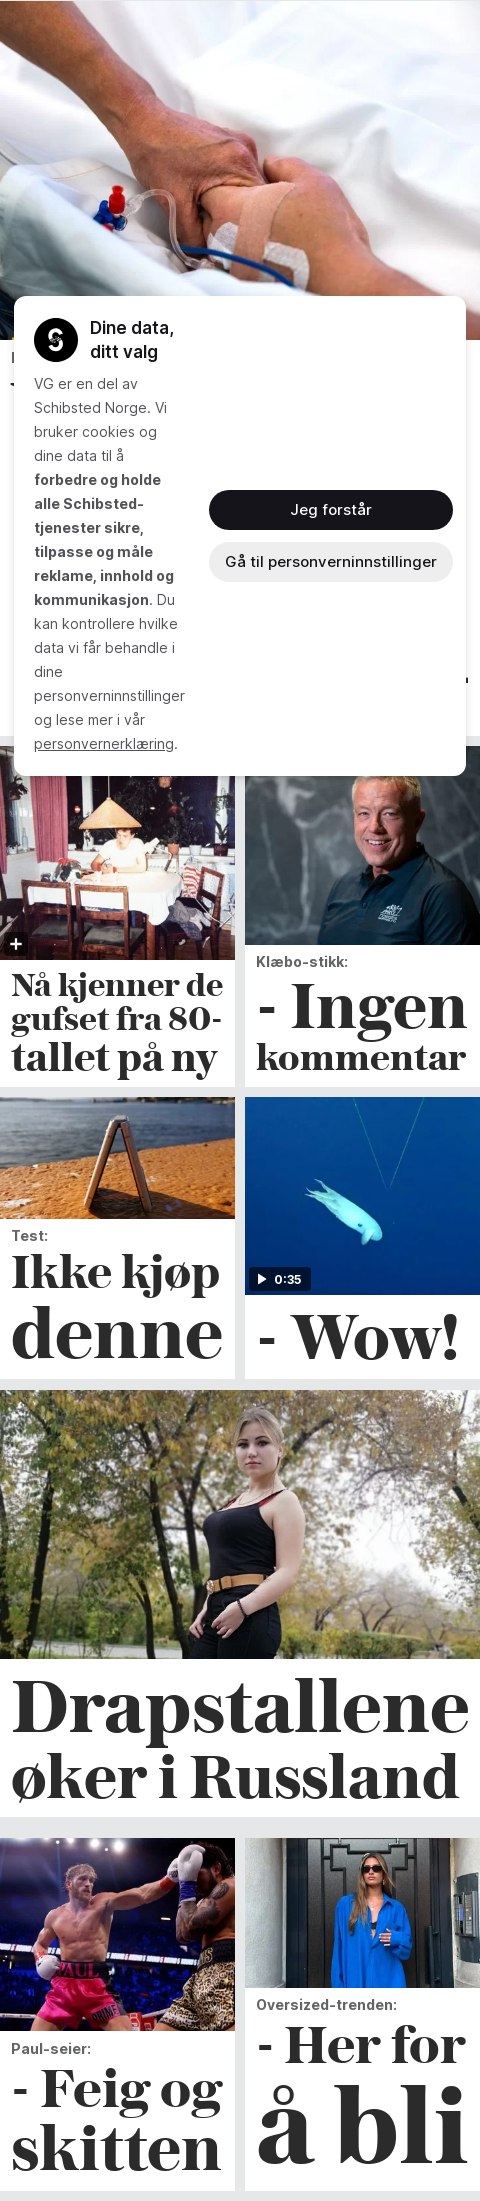 Dine data,
ditt valg
VG er en del av
Schibsted Norge. Vi
bruker cookies og
dine data til å
forbedre og holde
alle Schibsted-
tjenester sikre,
tilpasse og måle
reklame, innhold og
kommunikasjon. Du
kan kontrollere hvilke
data vi får behandle i
dine
personverninnstillinger
og lese mer i vår
personvernerklæring.
Jeg forstår
Gå til personverninnstillinger
Nå kjenner de
gufset fra 80-
tallet på ny
Klæbo-stikk:
- Ingen
kommentar
Test:
Ikke kjøp
denne
0:35
- Wow!
Drapstallene
øker i Russland
PAUL
PRIME
Paul-seier:
- Feig og
skitten
Oversized-trenden:
- Her for
å bli